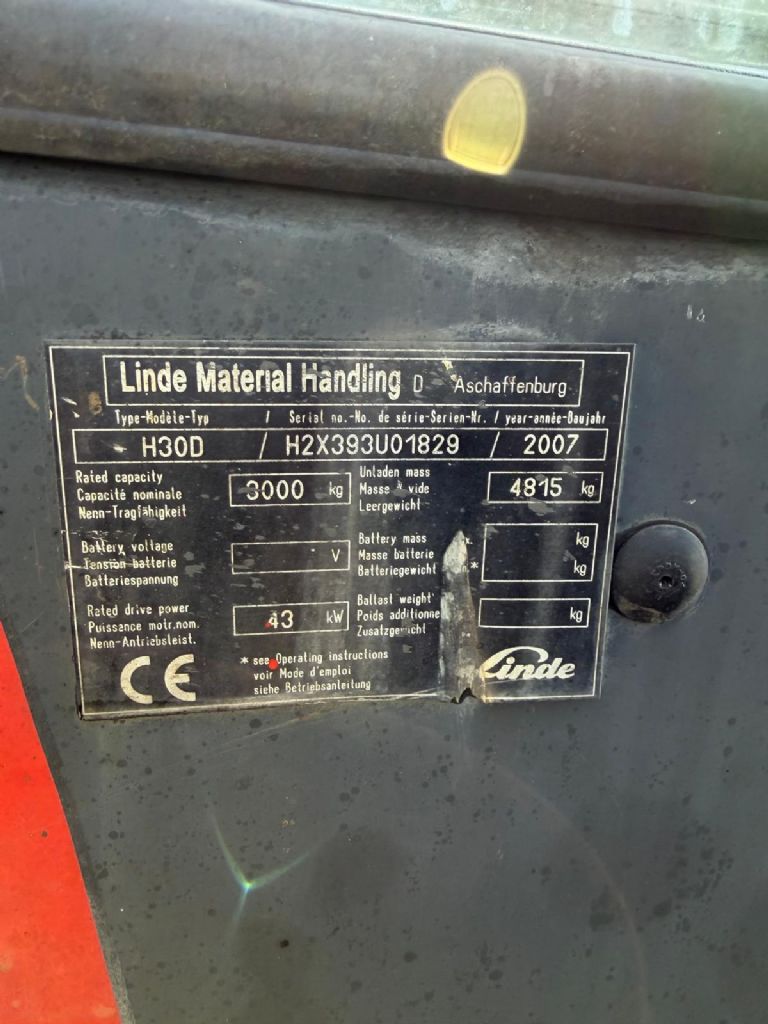 Linde Material Handling D Aschaffenburg
Type-Modèle-Typ / Serial no.-No. de série-Serien-Nr. / year-année-Baujahr
H30D / H2X393U01829 / 2007
Rated capacity
Capacité nominale
Nenn-Tragfähigkeit
3000 kg
Unladen mass
Masse à vide
Leergewicht
4815 kg
Battery voltage
Tension batterie
Batteriespannung
V
Battery mass
Masse batterie
Batteriegewicht *
kg
kg
Rated drive power
Puissance motr.nom.
Nenn-Antriebsleist.
43 kW
Ballast weight
Poids additionne
Zusatzgewicht
kg
CE
* see Operating instructions
voir Mode d'emploi
siehe Betriebsanleitung
Linde